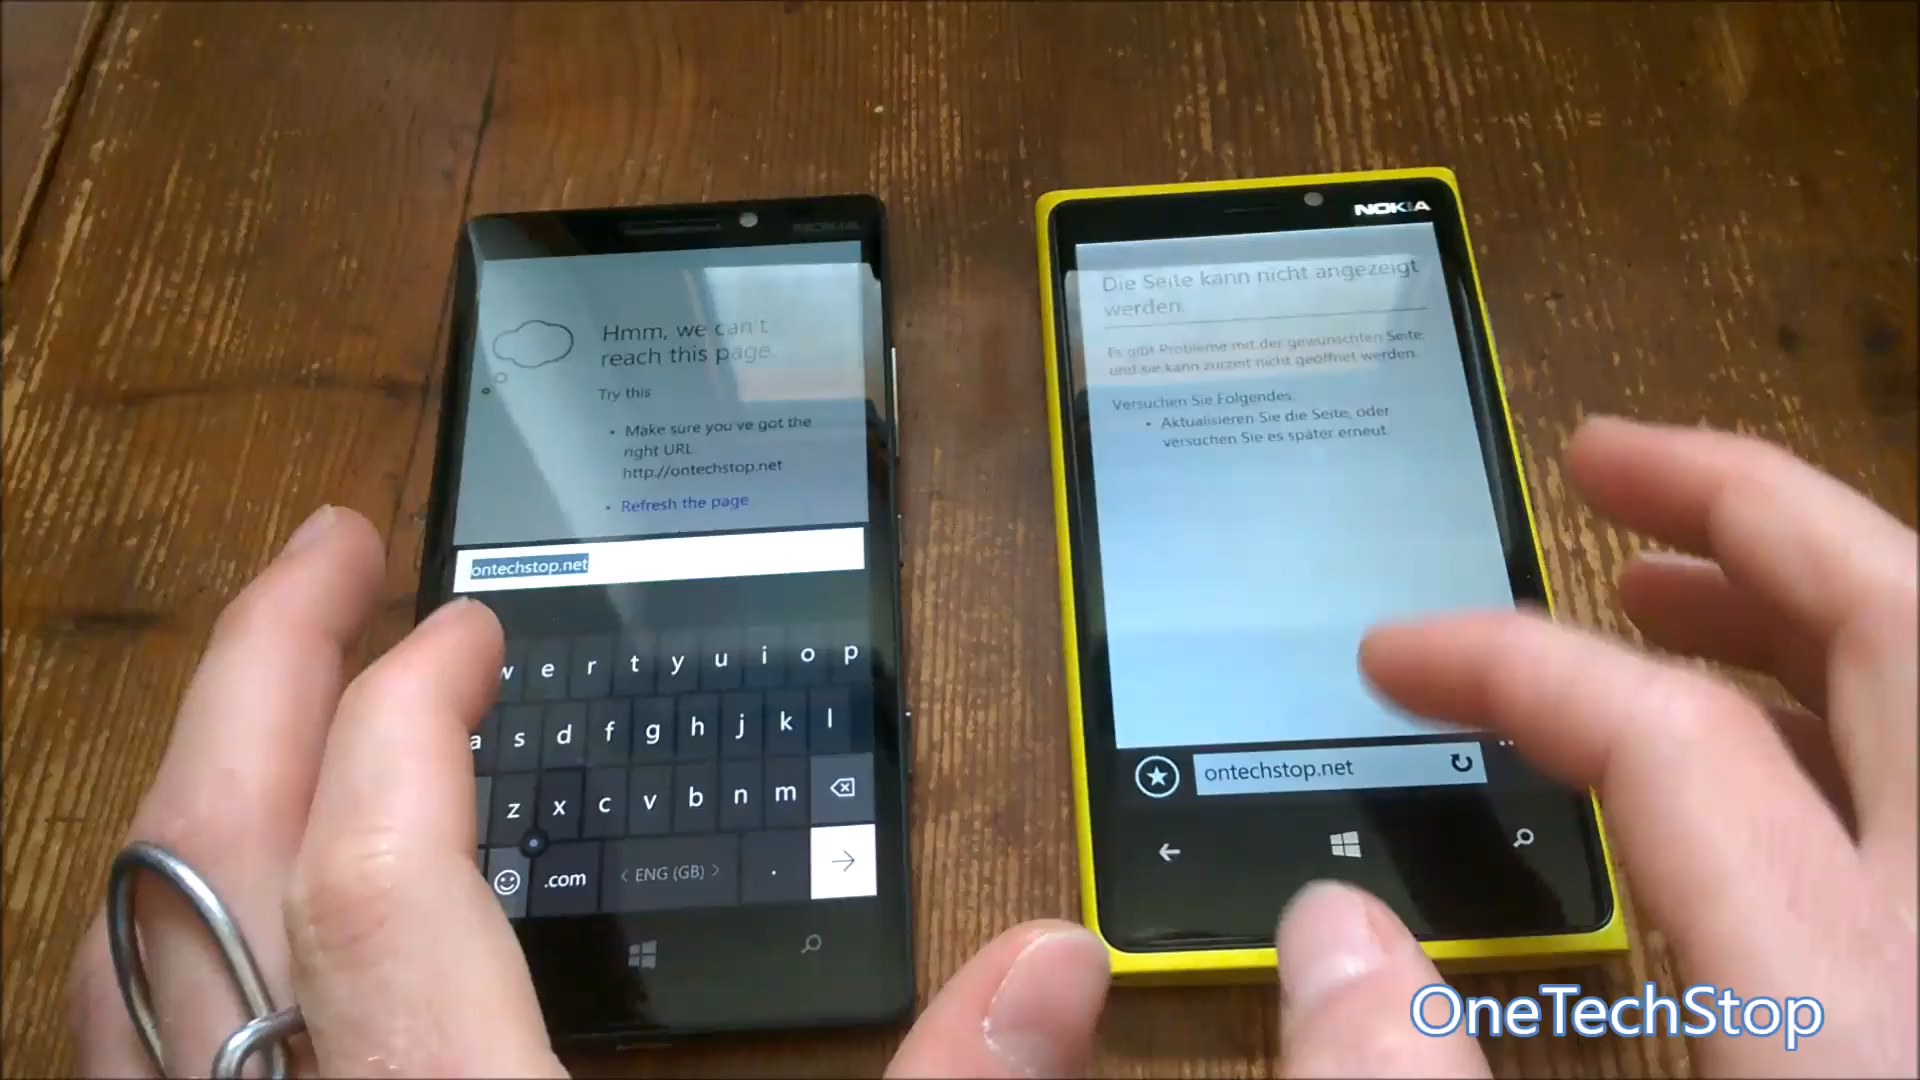 NOKIA
Hmm, we can't
reach this page.
Try this
• Make sure you've got the
right URL
http://ontechstop.net
• Refresh the page
ontechstop.net
w e r t y u i o p
a s d f g h j k l
z x c v b n m
.com < ENG (GB) > .
NOKIA
Die Seite kann nicht angezeigt
werden.
Es gibt Probleme mit der gewünschten Seite,
und sie kann zurzeit nicht geöffnet werden.
Versuchen Sie Folgendes:
• Aktualisieren Sie die Seite, oder
versuchen Sie es später erneut.
ontechstop.net
OneTechStop